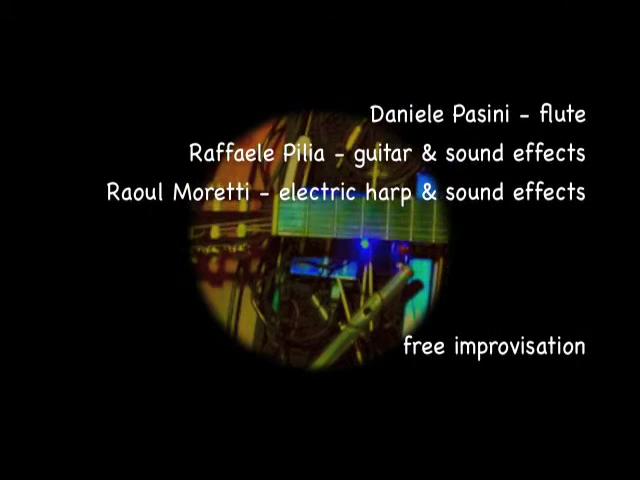 Daniele Pasini - flute
Raffaele Pilia - guitar & sound effects
Raoul Moretti - electric harp & sound effects
free improvisation